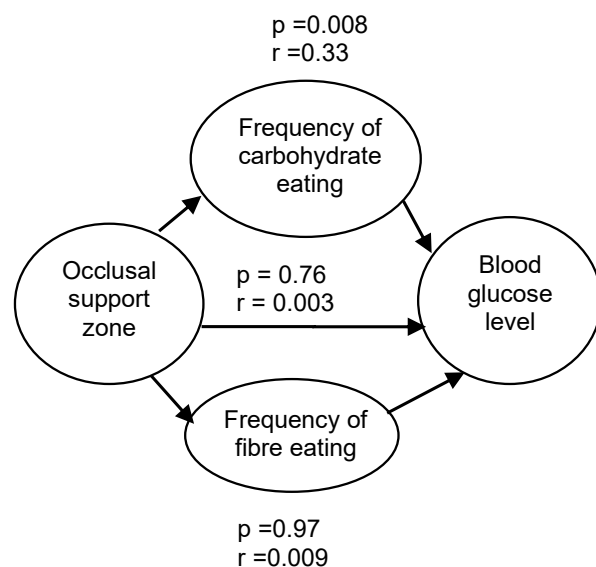 p =0.008
r =0.33
Frequency of
carbohydrate
eating
Occlusal
support
zone
p = 0.76
r = 0.003
Blood
glucose
level
Frequency of
fibre eating
p =0.97
r =0.009